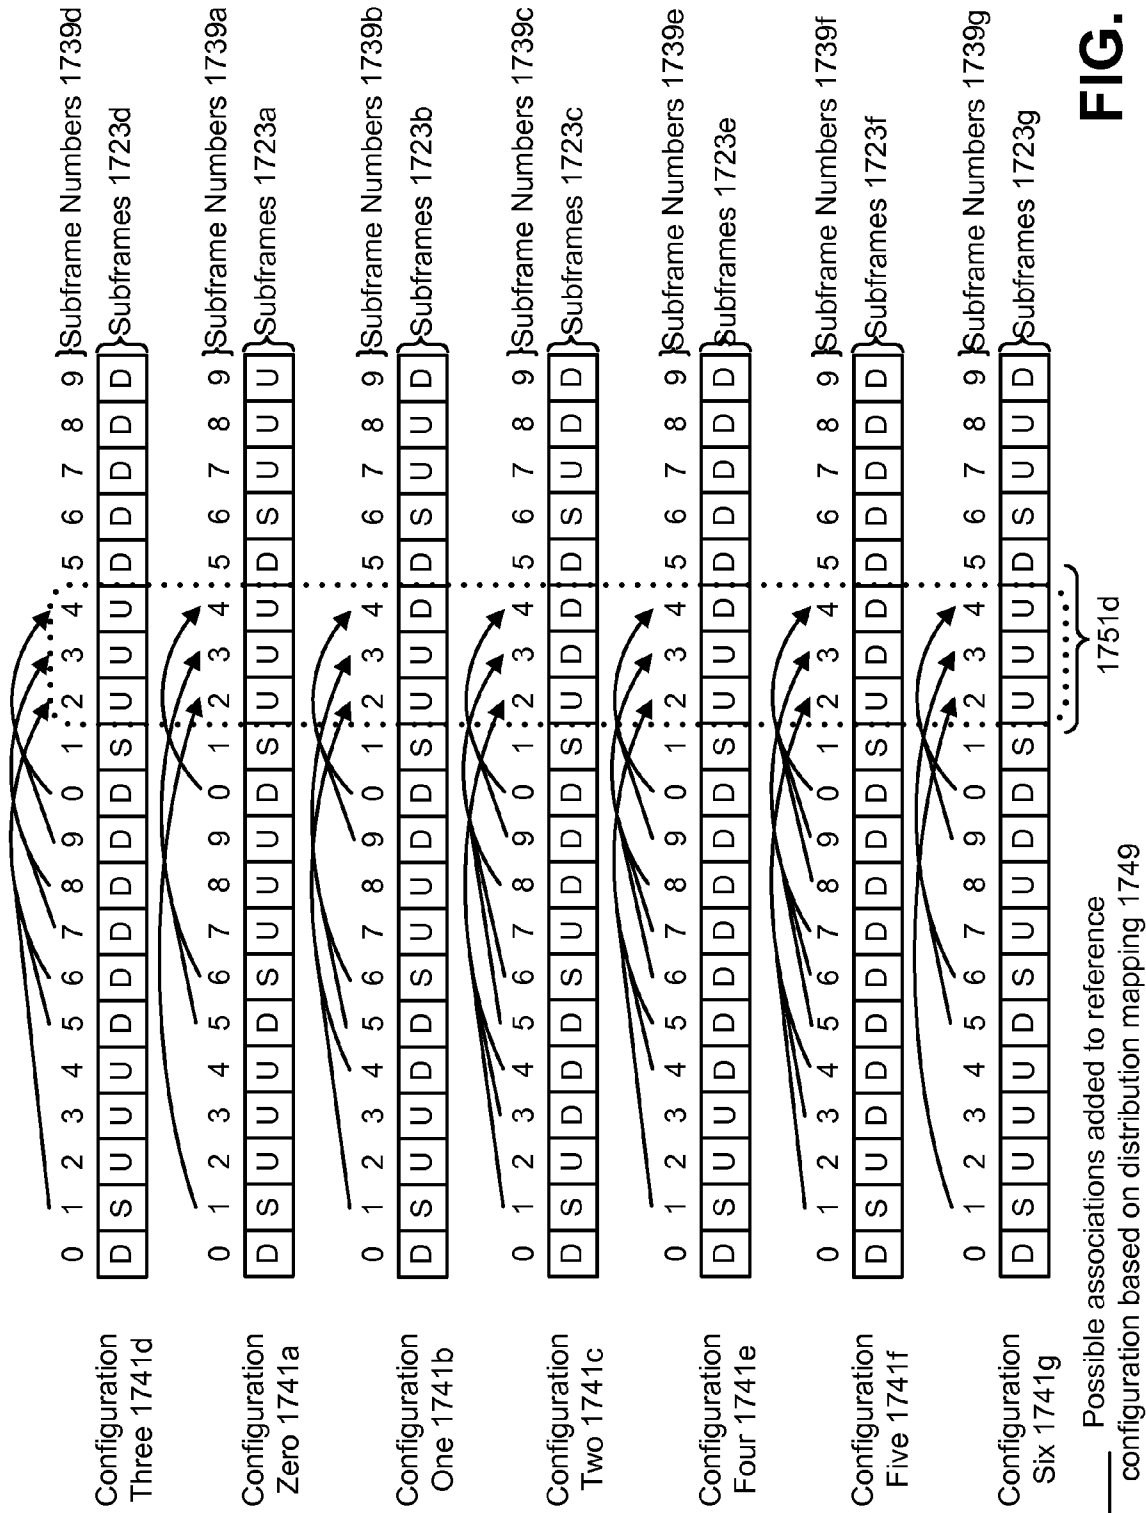 0 1 2 3 4 5 6 7 8 9 0 1 2 3 4 5 6 7 8 9 }Subframe Numbers 1739d
Configuration
Three 1741d
D S U U U D D D D D D S U U U D D D D D }Subframes 1723d
0 1 2 3 4 5 6 7 8 9 0 1 2 3 4 5 6 7 8 9 }Subframe Numbers 1739a
Configuration
Zero 1741a
D S U U U D S U U U D S U U U D S U U U }Subframes 1723a
0 1 2 3 4 5 6 7 8 9 0 1 2 3 4 5 6 7 8 9 }Subframe Numbers 1739b
Configuration
One 1741b
D S U U D D S U U D D S U U D D S U U D }Subframes 1723b
0 1 2 3 4 5 6 7 8 9 0 1 2 3 4 5 6 7 8 9 }Subframe Numbers 1739c
Configuration
Two 1741c
D S U D D D S U D D D S U D D D S U D D }Subframes 1723c
0 1 2 3 4 5 6 7 8 9 0 1 2 3 4 5 6 7 8 9 }Subframe Numbers 1739e
Configuration
Four 1741e
D S U U D D D D D D D S U U D D D D D D }Subframes 1723e
0 1 2 3 4 5 6 7 8 9 0 1 2 3 4 5 6 7 8 9 }Subframe Numbers 1739f
Configuration
Five 1741f
D S U D D D D D D D D S U D D D D D D D }Subframes 1723f
0 1 2 3 4 5 6 7 8 9 0 1 2 3 4 5 6 7 8 9 }Subframe Numbers 1739g
Configuration
Six 1741g
D S U U U D S U U D D S U U U D S U U D }Subframes 1723g
1751d
Possible associations added to reference
configuration based on distribution mapping 1749
FIG.